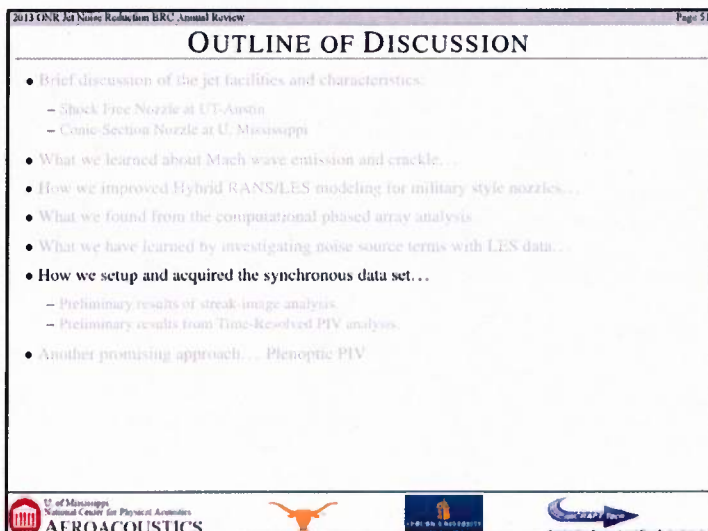 2013 ONR Jet Noise Reduction BRC Annual Review
Page 51
OUTLINE OF DISCUSSION
• Brief discussion of the jet facilities and characteristics.
– Shock Free Nozzle at UT-Austin
– Conic-Section Nozzle at U. Mississippi
• What we learned about Mach wave emission and crackle…
• How we improved Hybrid RANS/LES modeling for military style nozzles…
• What we found from the computational phased array analysis
• What we have learned by investigating noise source terms with LES data…
• How we setup and acquired the synchronous data set…
– Preliminary results of streak-image analysis.
– Preliminary results from Time-Resolved PIV analysis.
• Another promising approach… Plenoptic PIV
U. of Mississippi
National Center for Physical Acoustics
AEROACOUSTICS